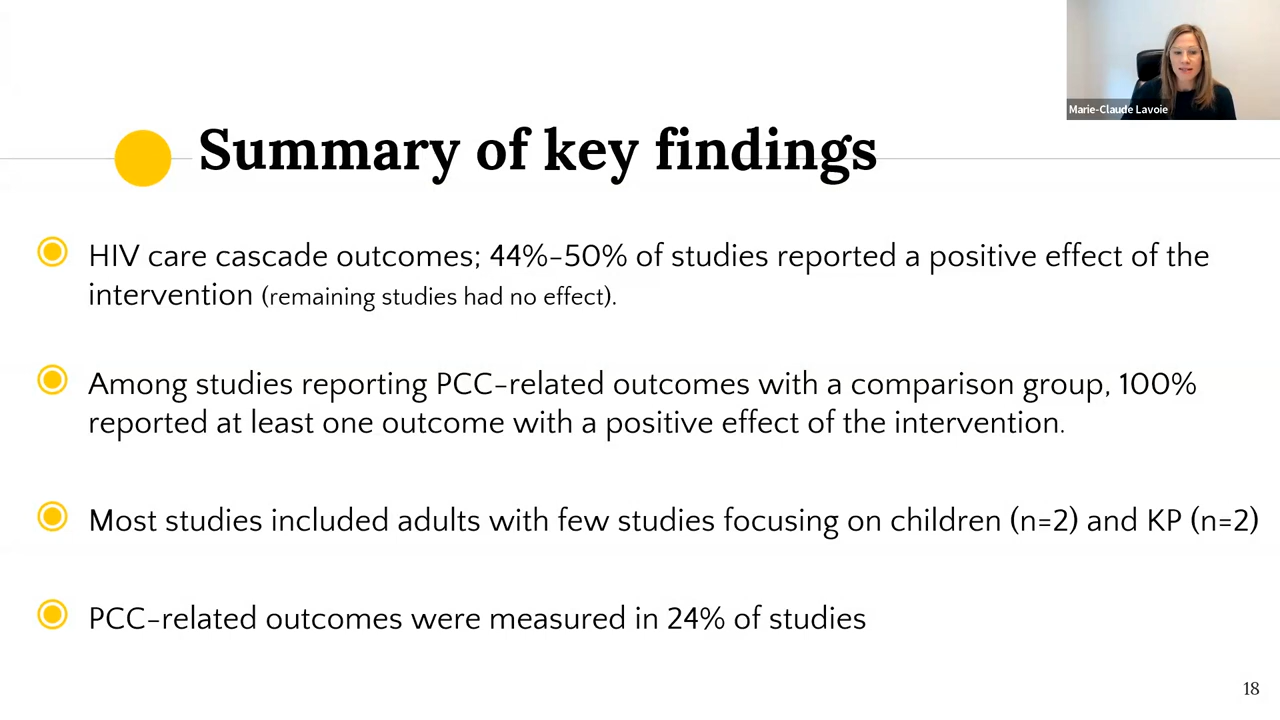 Marie-Claude Lavoie
Summary of key findings
HIV care cascade outcomes; 44%-50% of studies reported a positive effect of the
intervention (remaining studies had no effect).
Among studies reporting PCC-related outcomes with a comparison group, 100%
reported at least one outcome with a positive effect of the intervention.
Most studies included adults with few studies focusing on children (n=2) and KP (n=2)
PCC-related outcomes were measured in 24% of studies
18